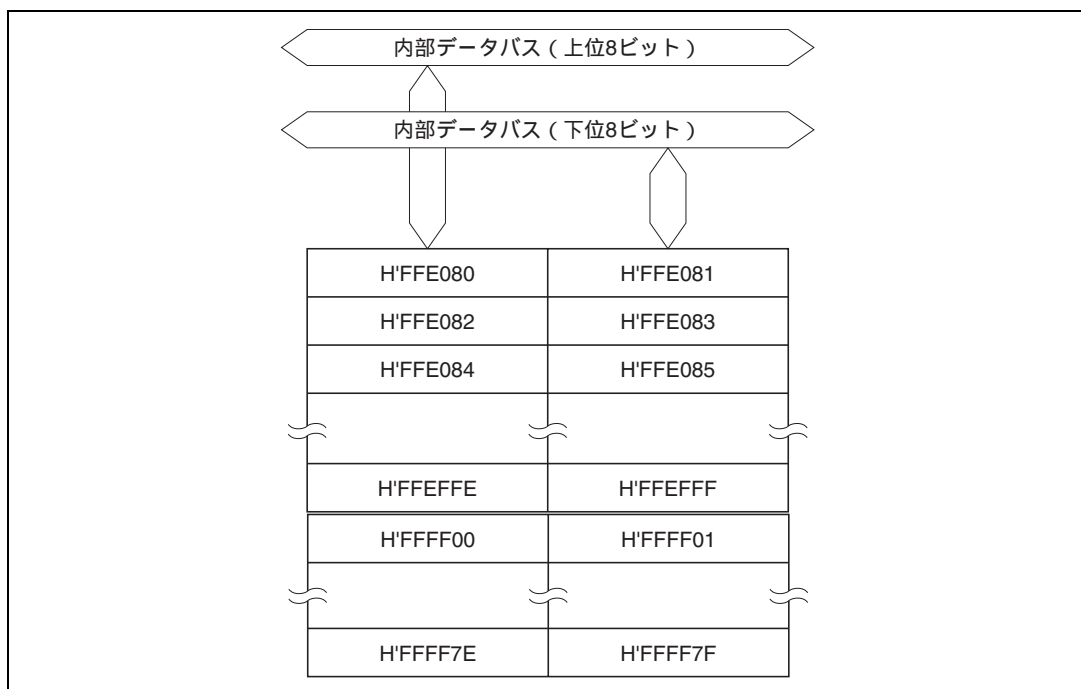 内部データバス ( 上位8ビット )
内部データバス ( 下位8ビット )
H'FFE080 H'FFE081
H'FFE082 H'FFE083
H'FFE084 H'FFE085
H'FFEFFE H'FFEFFF
H'FFFF00 H'FFFF01
H'FFFF7E H'FFFF7F